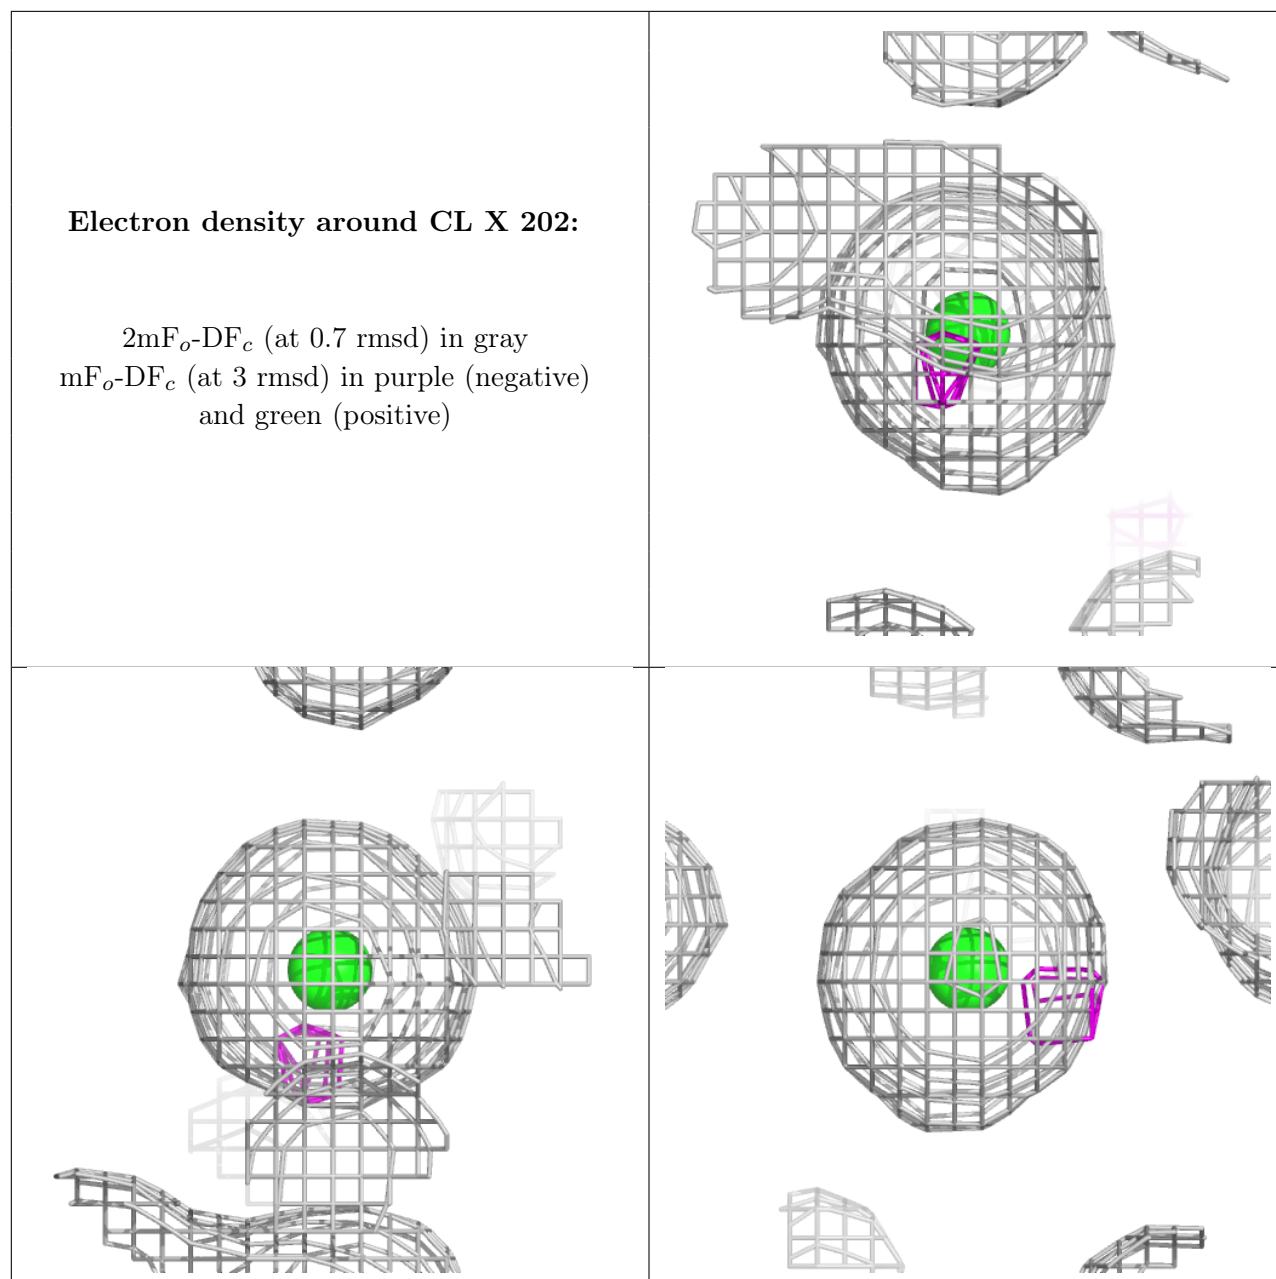 Electron density around CL X 202:
2mFo-DFc (at 0.7 rmsd) in gray
mFo-DFc (at 3 rmsd) in purple (negative)
and green (positive)